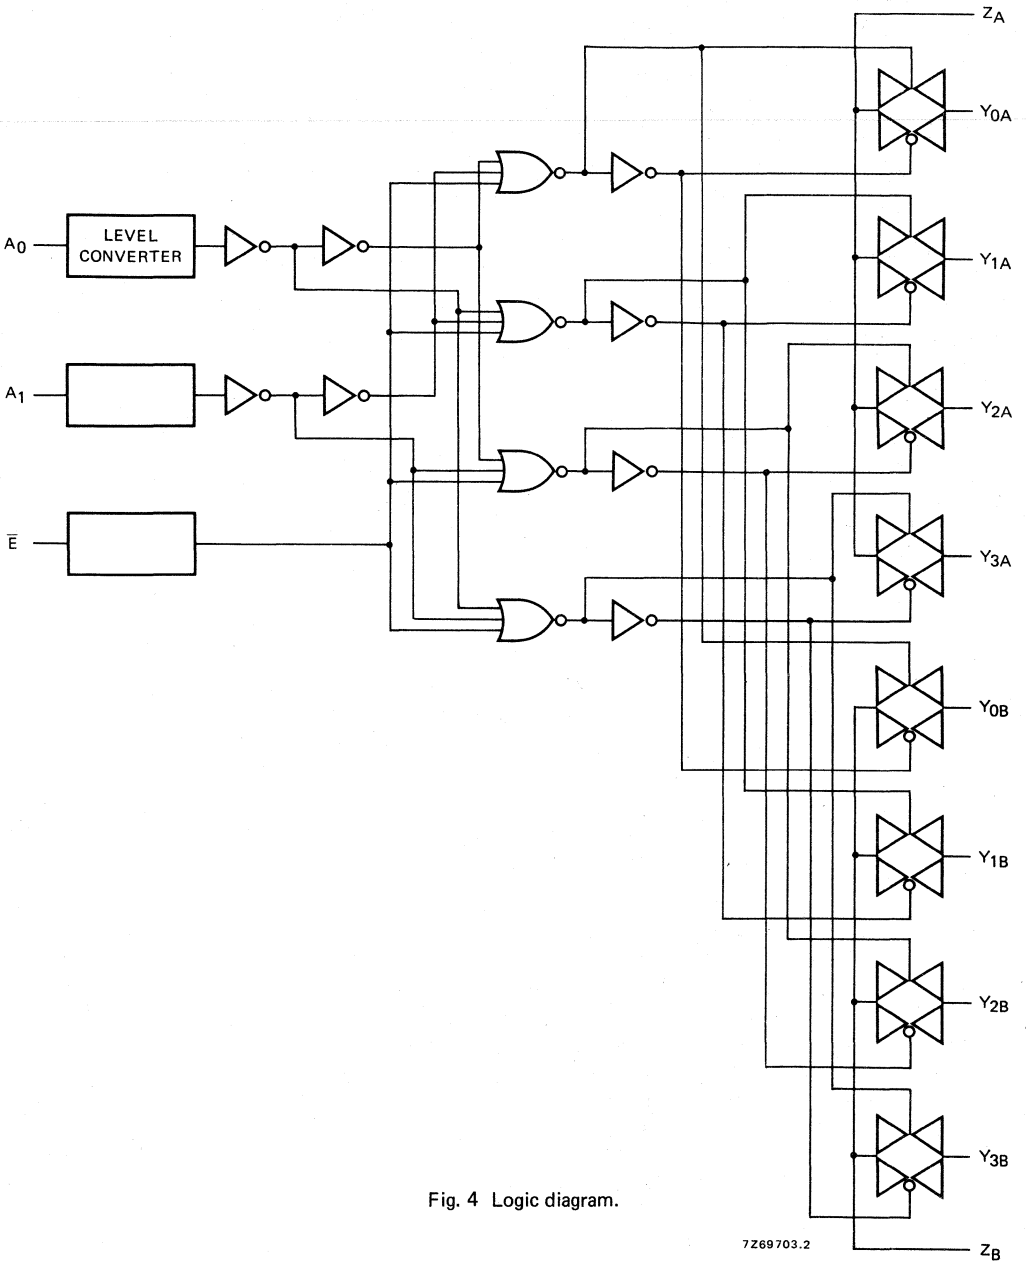 Z_A
Y_0A
A_0
LEVEL
CONVERTER
Y_1A
A_1
Y_2A
E̅
Y_3A
Y_0B
Y_1B
Y_2B
Y_3B
Fig. 4 Logic diagram.
7Z69703.2
Z_B